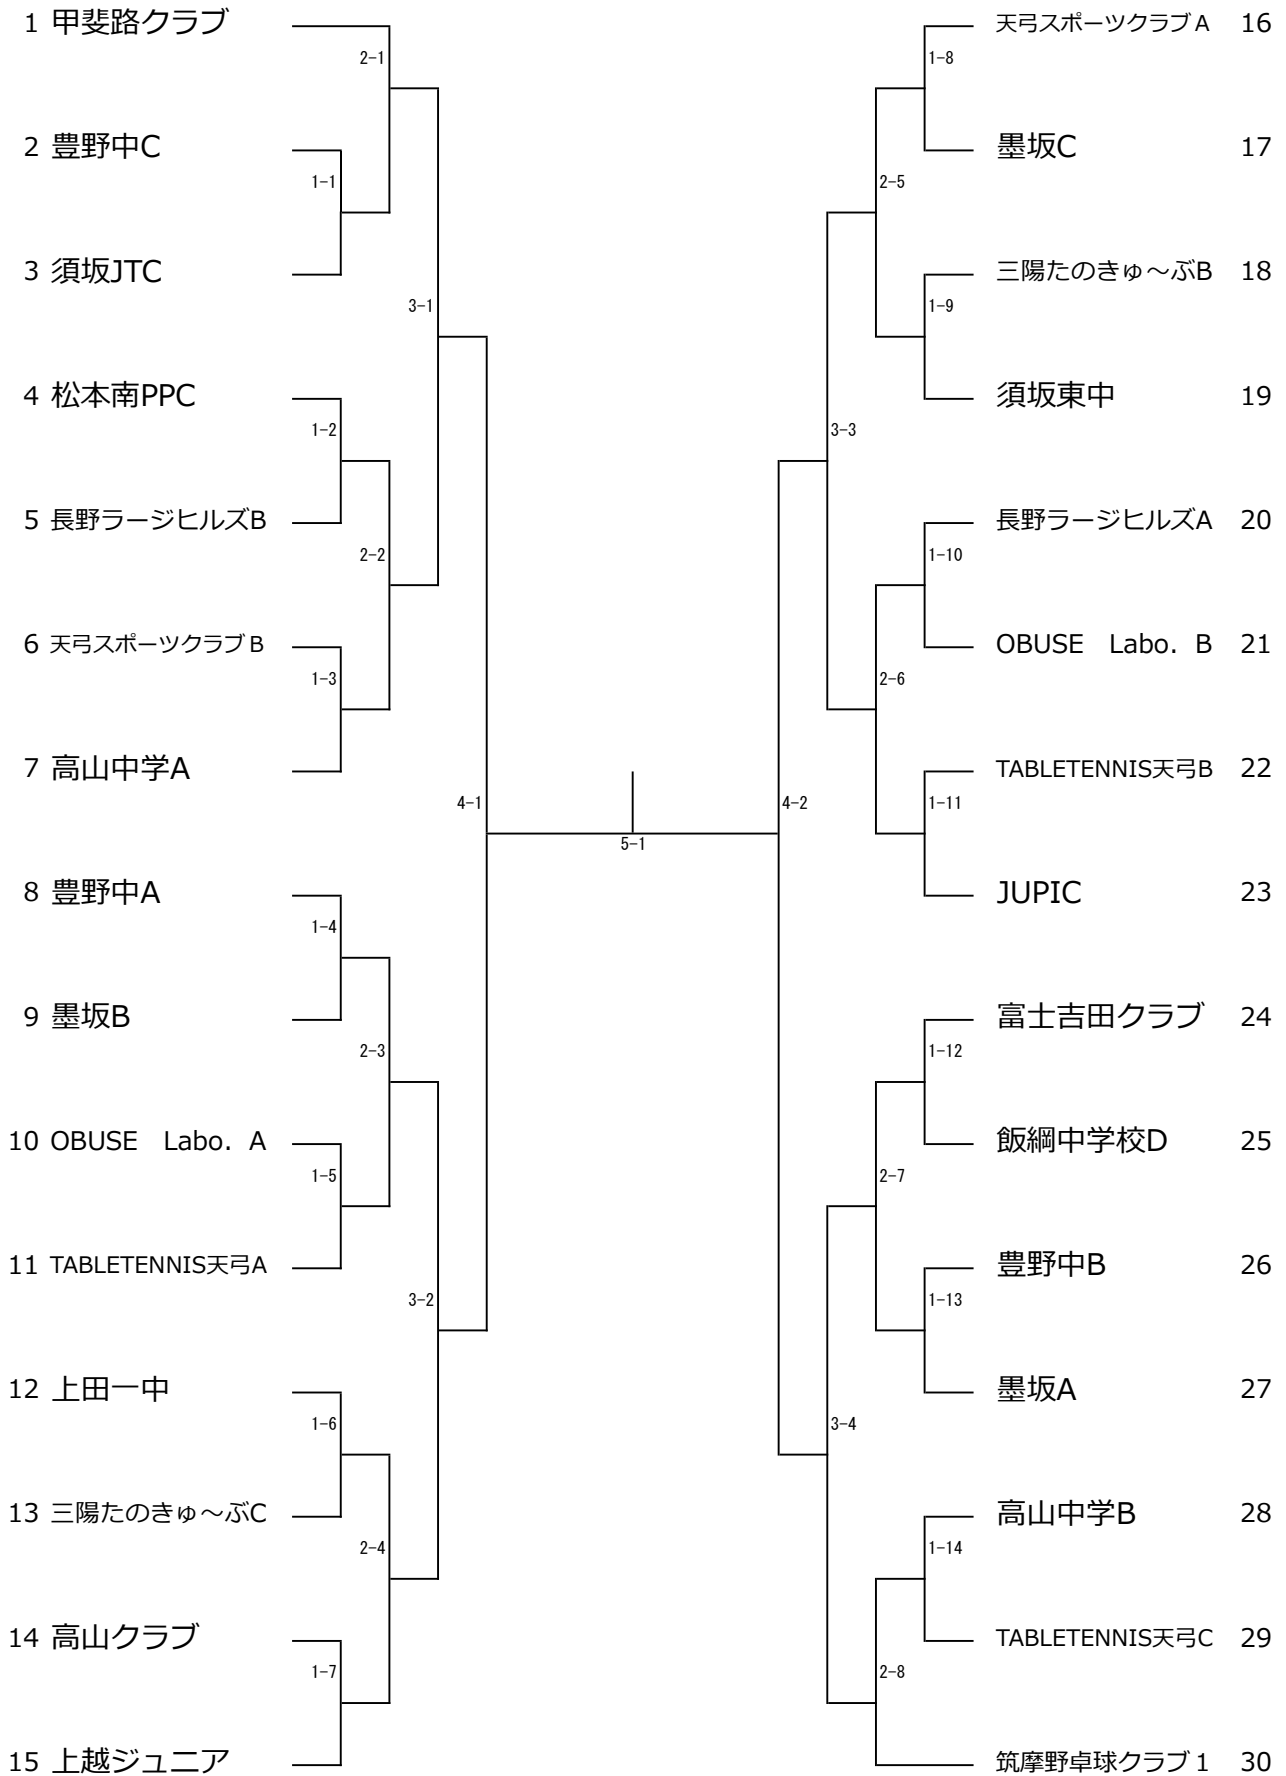 1 甲斐路クラブ
2-1
2 豊野中C
1-1
3 須坂JTC
3-1
4 松本南PPC
1-2
5 長野ラージヒルズB
2-2
6 天弓スポーツクラブB
1-3
7 高山中学A
4-1
8 豊野中A
1-4
9 墨坂B
2-3
10 OBUSE　Labo．A
1-5
11 TABLETENNIS天弓A
3-2
12 上田一中
1-6
13 三陽たのきゅ～ぶC
2-4
14 高山クラブ
1-7
15 上越ジュニア
5-1
天弓スポーツクラブA 16
1-8
墨坂C 17
2-5
三陽たのきゅ～ぶB 18
1-9
須坂東中 19
3-3
長野ラージヒルズA 20
1-10
OBUSE　Labo．B 21
2-6
TABLETENNIS天弓B 22
1-11
4-2
JUPIC 23
富士吉田クラブ 24
1-12
飯綱中学校D 25
2-7
豊野中B 26
1-13
墨坂A 27
3-4
高山中学B 28
1-14
TABLETENNIS天弓C 29
2-8
筑摩野卓球クラブ1 30